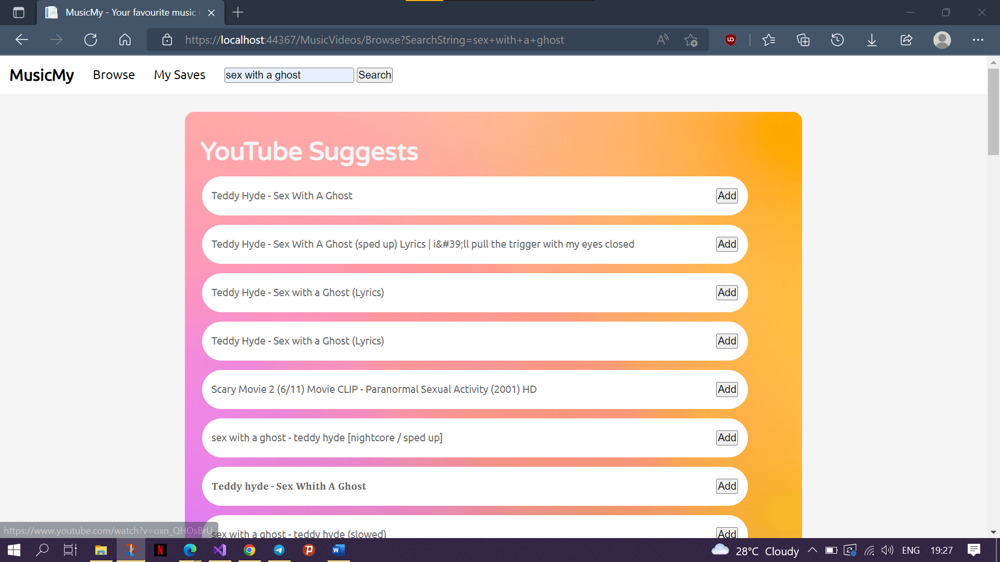 MusicMy - Your favourite music i
https://localhost:44367/MusicVideos/Browse?SearchString=sex+with+a+ghost
MusicMy Browse My Saves sex with a ghost Search
YouTube Suggests
Teddy Hyde - Sex With A Ghost Add
Teddy Hyde - Sex With A Ghost (sped up) Lyrics | i&#39;ll pull the trigger with my eyes closed Add
Teddy Hyde - Sex with a Ghost (Lyrics) Add
Teddy Hyde - Sex with a Ghost (Lyrics) Add
Scary Movie 2 (6/11) Movie CLIP - Paranormal Sexual Activity (2001) HD Add
sex with a ghost - teddy hyde [nightcore / sped up] Add
Teddy hyde - Sex Whith A Ghost Add
sex with a ghost - teddy hyde (slowed) Add
https://www.youtube.com/watch?v=oxn_QHOsBrU
28°C Cloudy ENG 19:27